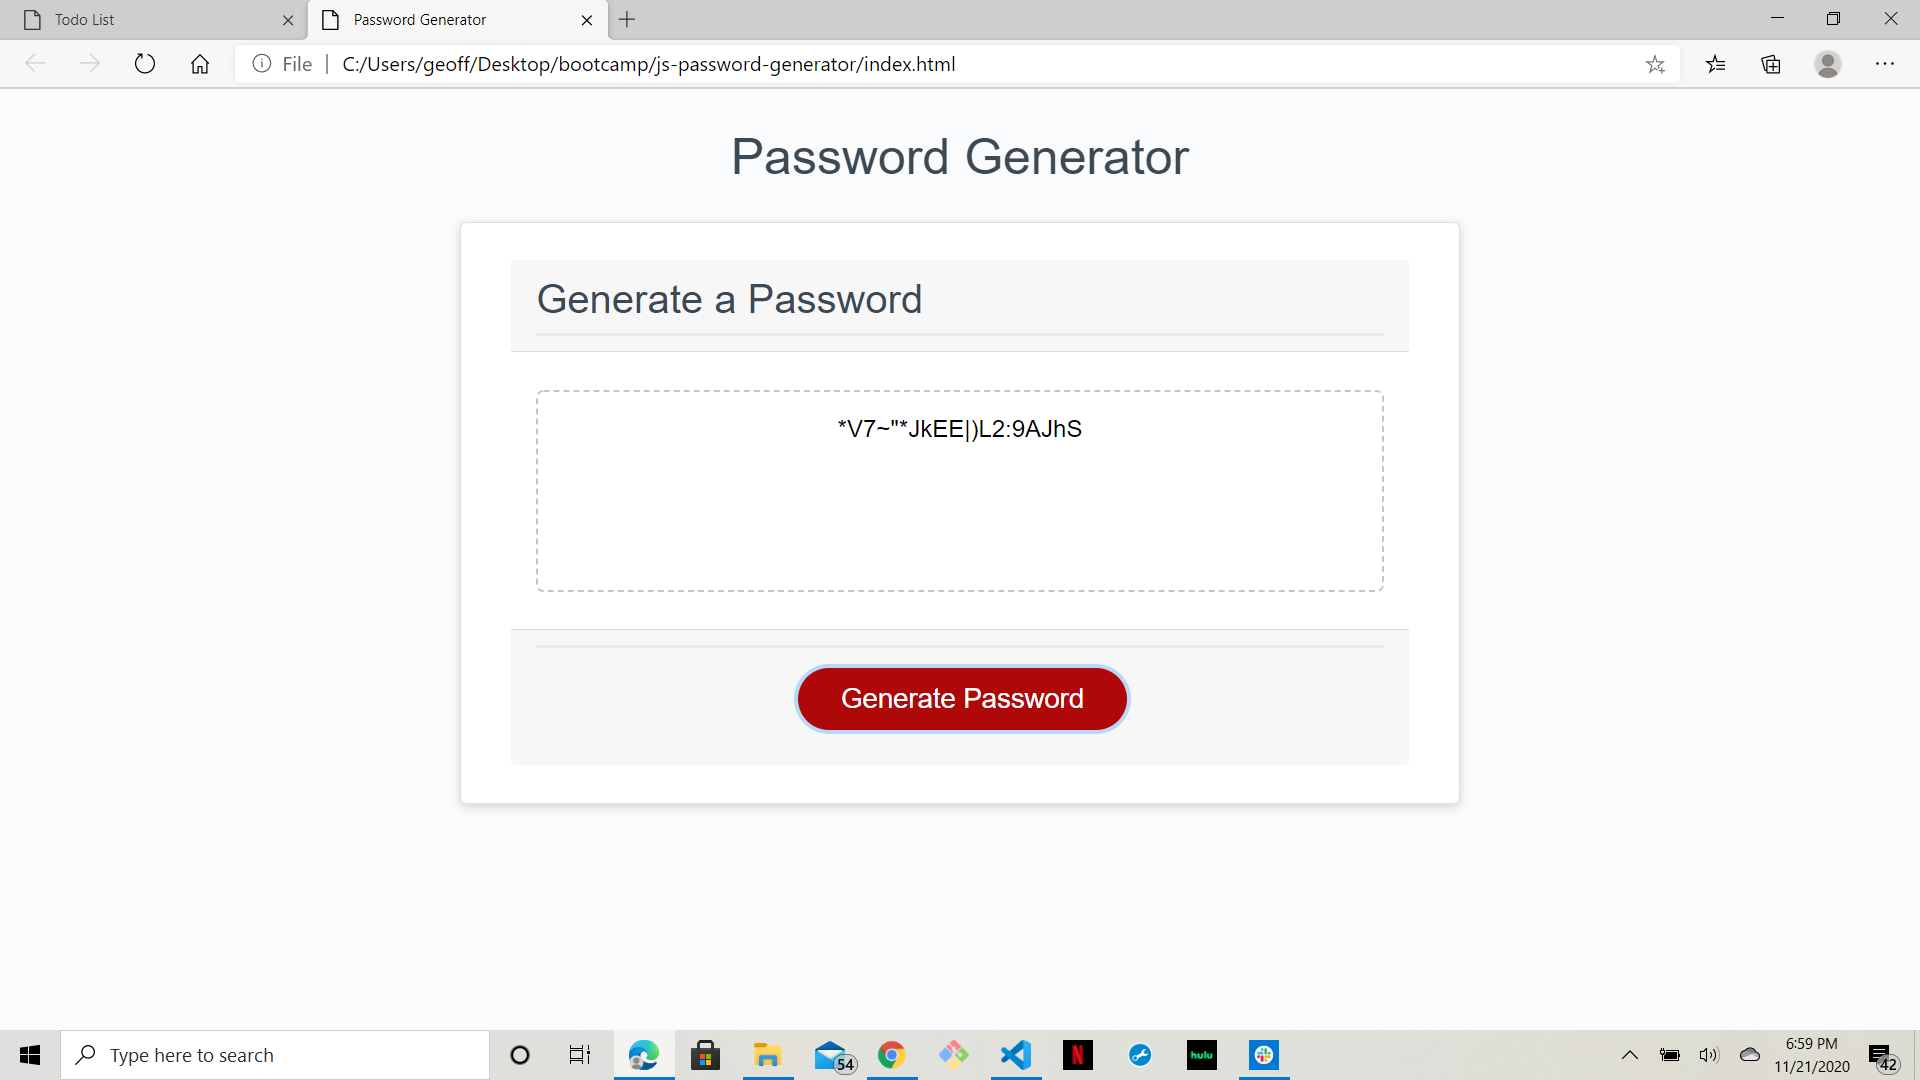 Todo List
Password Generator
File
C:/Users/geoff/Desktop/bootcamp/js-password-generator/index.html
Password Generator
Generate a Password
*V7~"*JkEE|)L2:9AJhS
Generate Password
Type here to search
54
N
hulu
6:59 PM
11/21/2020
42